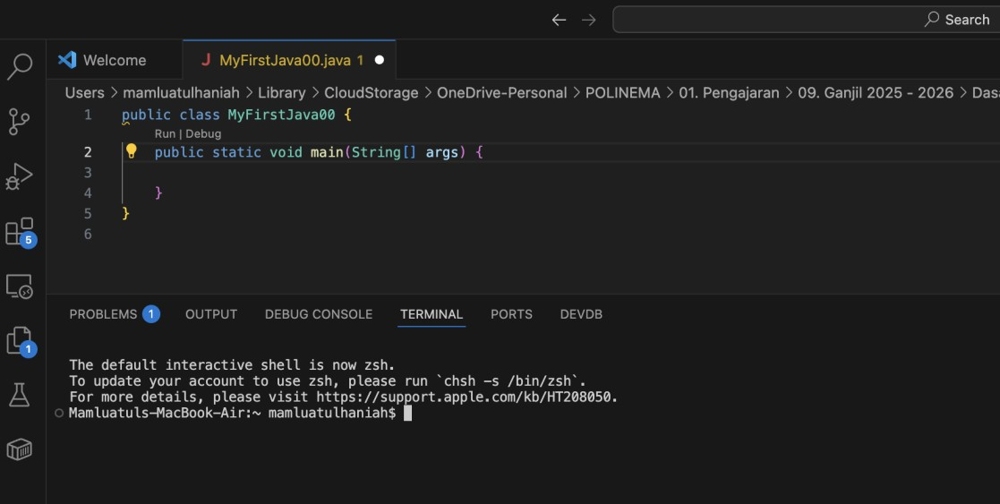 Search
Welcome
J MyFirstJava00.java 1
Users > mamluatulhaniah > Library > CloudStorage > OneDrive-Personal > POLINEMA > 01. Pengajaran > 09. Ganjil 2025 - 2026 > Dasa
1 public class MyFirstJava00 {
Run | Debug
2 public static void main(String[] args) {
3
4 }
5 }
6
5
1
PROBLEMS 1 OUTPUT DEBUG CONSOLE TERMINAL PORTS DEVDB
The default interactive shell is now zsh.
To update your account to use zsh, please run `chsh -s /bin/zsh`.
For more details, please visit https://support.apple.com/kb/HT208050.
Mamluatuls-MacBook-Air:~ mamluatulhaniah$